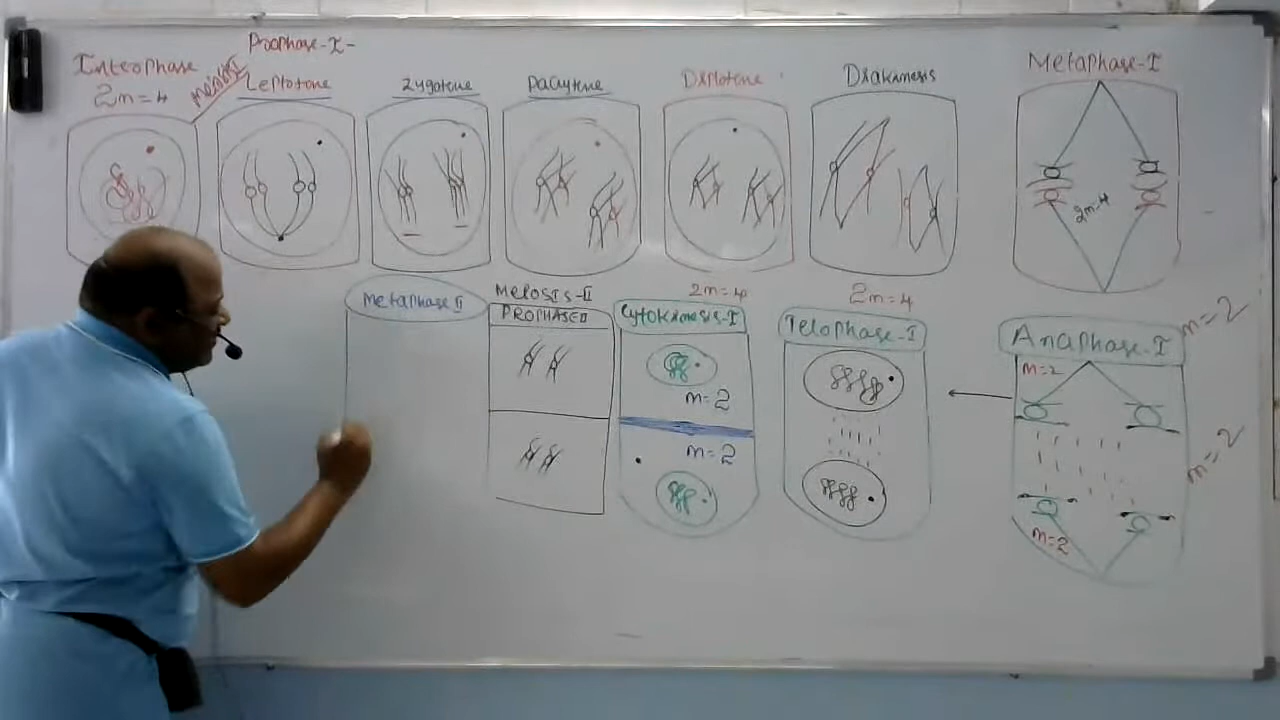 Interphase
2n=4
meiosis I
Prophase-I-
Leptotene
Zygotene
Pacytene
Diplotene
Diakinesis
Metaphase-I
2n=4
Metaphase II
Meiosis-II
PROPHASE II
2n=4
Cytokinesis-I
n=2
n=2
2n=4
Telophase-I
Anaphase-I
n=2
n=2
n=2
n=2